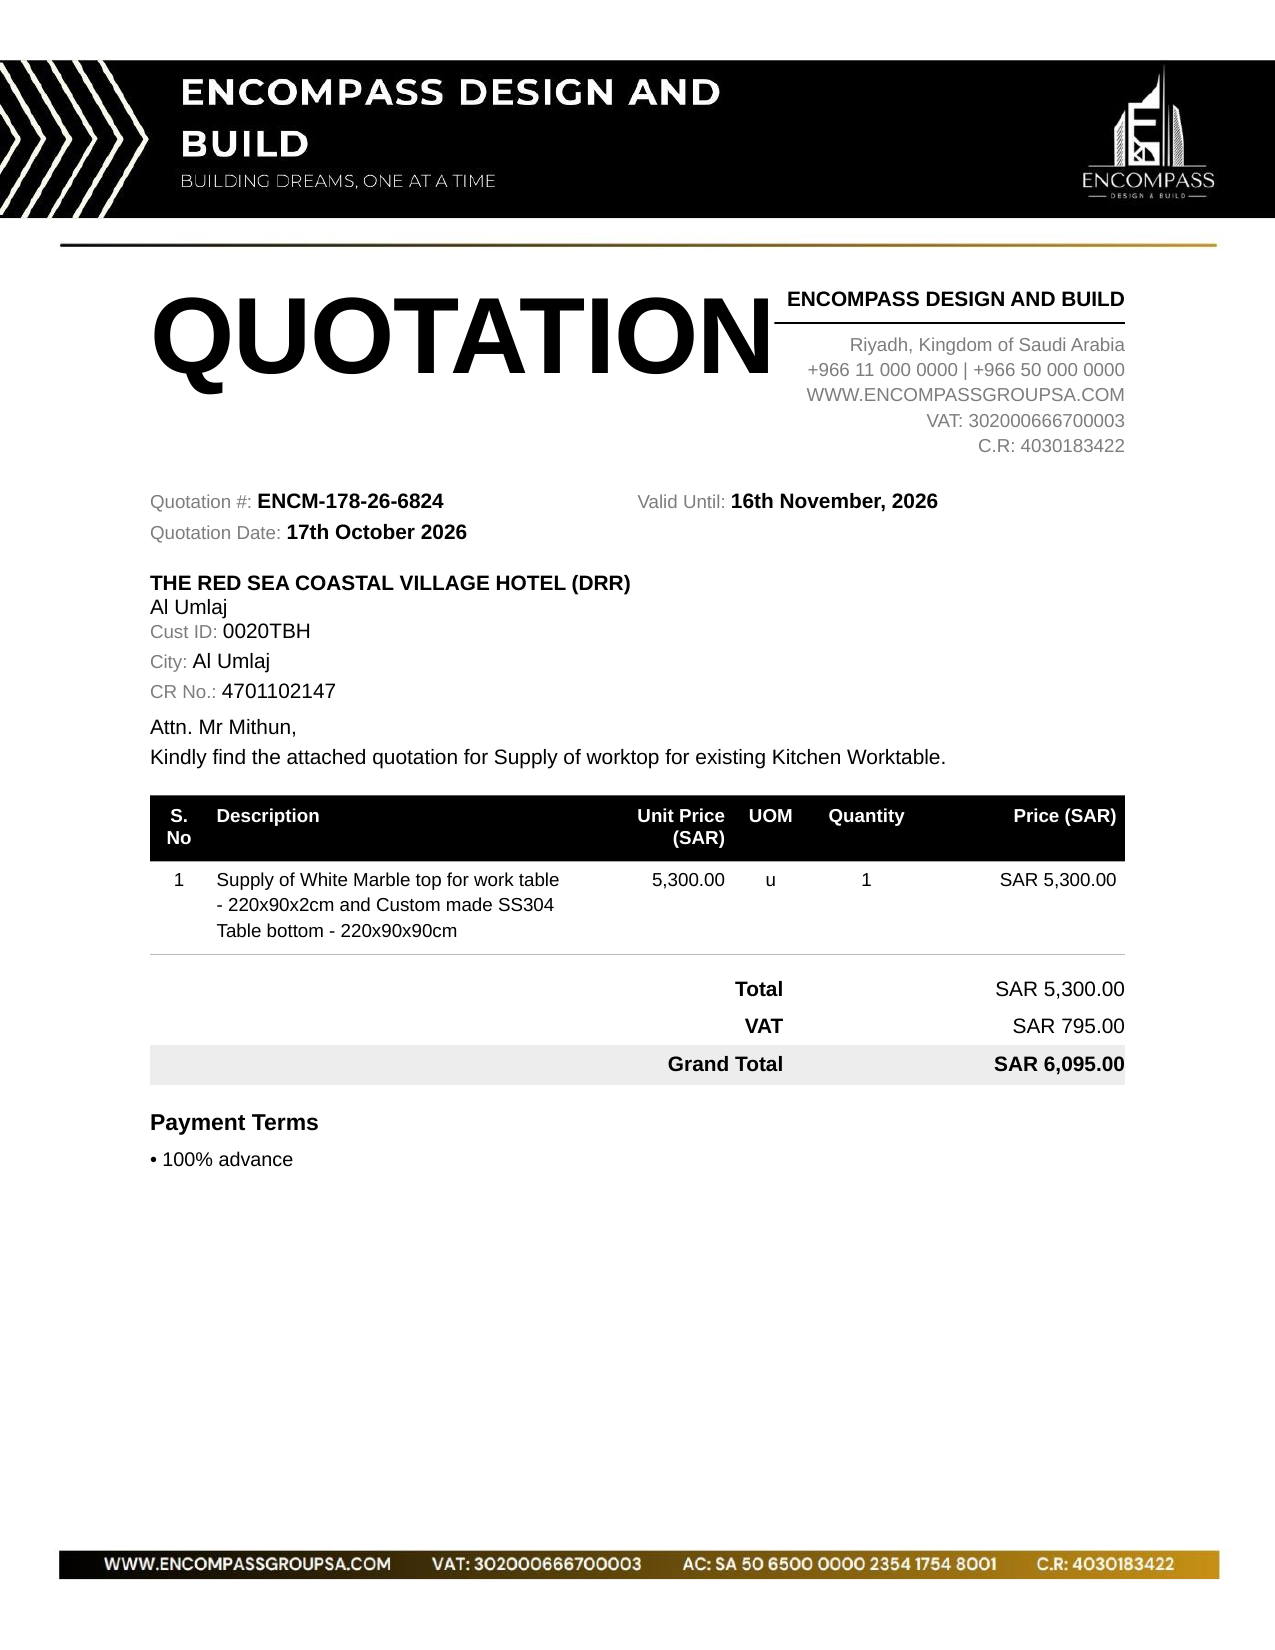 ENCOMPASS DESIGN AND
BUILD
BUILDING DREAMS, ONE AT A TIME
ENCOMPASS
DESIGN & BUILD
QUOTATION
ENCOMPASS DESIGN AND BUILD
Riyadh, Kingdom of Saudi Arabia
+966 11 000 0000 | +966 50 000 0000
WWW.ENCOMPASSGROUPSA.COM
VAT: 302000666700003
C.R: 4030183422
Quotation #: ENCM-178-26-6824 Valid Until: 16th November, 2026
Quotation Date: 17th October 2026
THE RED SEA COASTAL VILLAGE HOTEL (DRR)
Al Umlaj
Cust ID: 0020TBH
City: Al Umlaj
CR No.: 4701102147
Attn. Mr Mithun,
Kindly find the attached quotation for Supply of worktop for existing Kitchen Worktable.
S. Description Unit Price UOM Quantity Price (SAR)
No (SAR)
1 Supply of White Marble top for work table 5,300.00 u 1 SAR 5,300.00
- 220x90x2cm and Custom made SS304
Table bottom - 220x90x90cm
Total SAR 5,300.00
VAT SAR 795.00
Grand Total SAR 6,095.00
Payment Terms
• 100% advance
WWW.ENCOMPASSGROUPSA.COM VAT: 302000666700003 AC: SA 50 6500 0000 2354 1754 8001 C.R: 4030183422